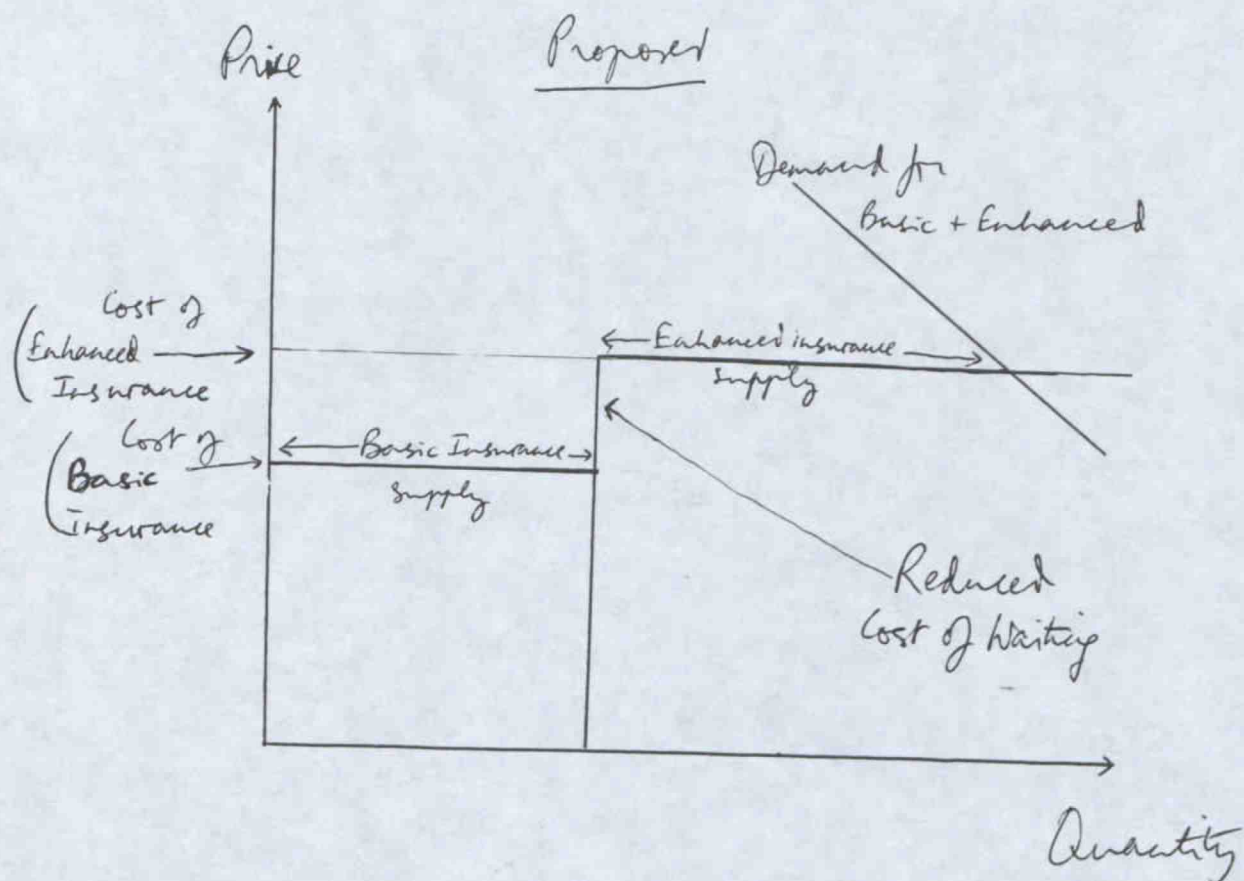 Proposed
Price
Demand for
Basic + Enhanced
Cost of
Enhanced
Insurance
Enhanced insurance
supply
Cost of
Basic
Insurance
Basic Insurance
supply
Reduced
Cost of Waiting
Quantity